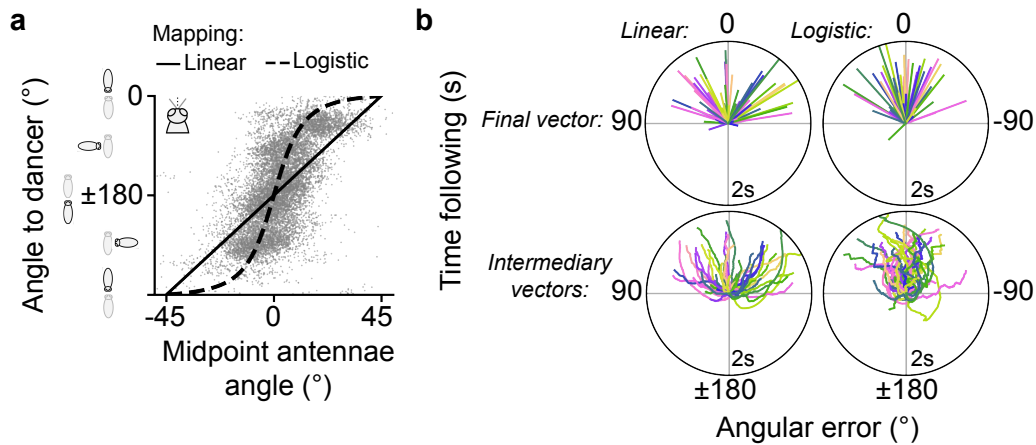 a
Mapping:
Linear
Logistic
Angle to dancer (°)
0
±180
-45
0
45
Midpoint antennae
angle (°)
b
Time following (s)
Linear:
0
Logistic:
0
Final vector:
90
-90
2s
2s
Intermediary
vectors:
90
-90
2s
2s
±180
±180
Angular error (°)